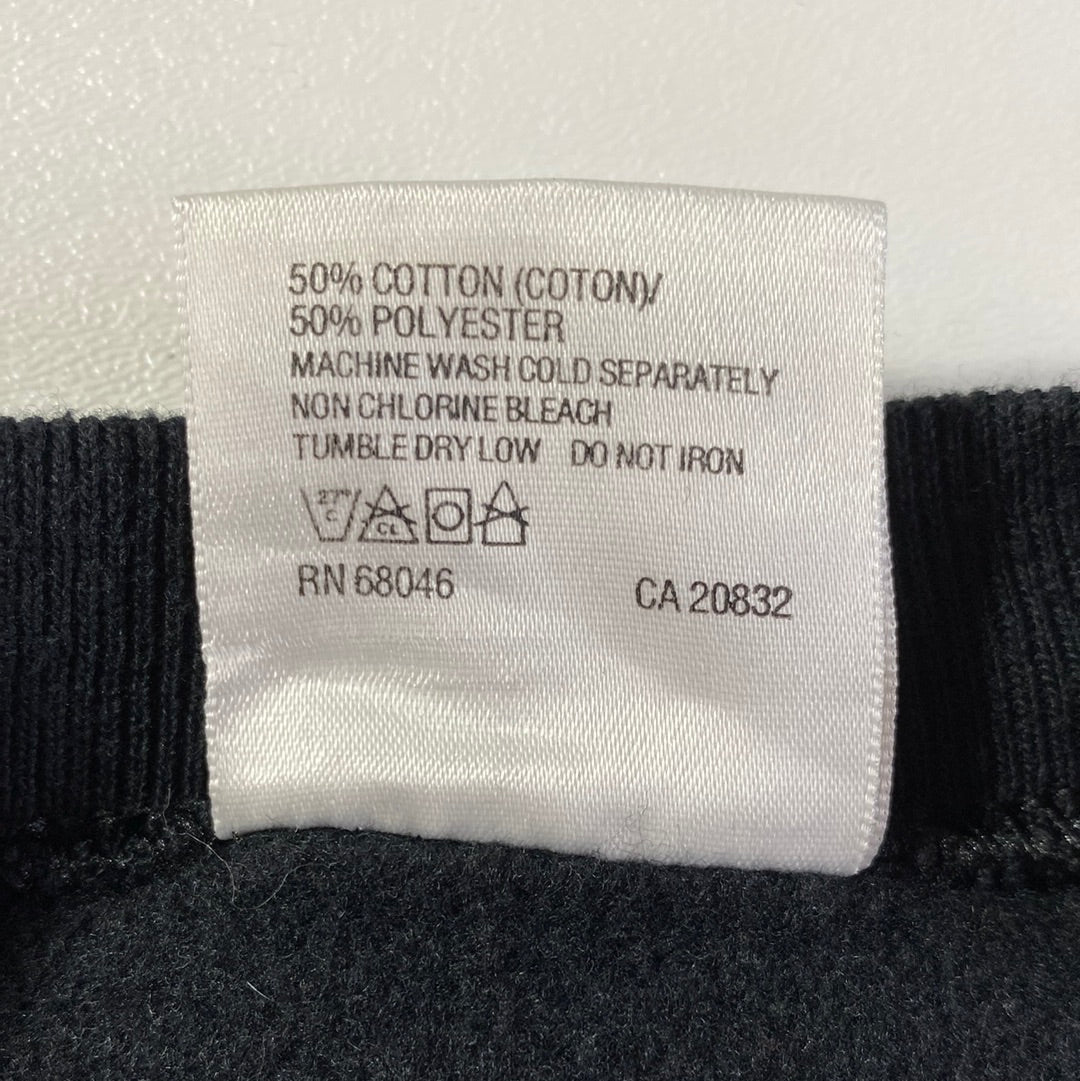 50% COTTON (COTON)/
50% POLYESTER
MACHINE WASH COLD SEPARATELY
NON CHLORINE BLEACH
TUMBLE DRY LOW DO NOT IRON
27° C CL
RN 68046 CA 20832